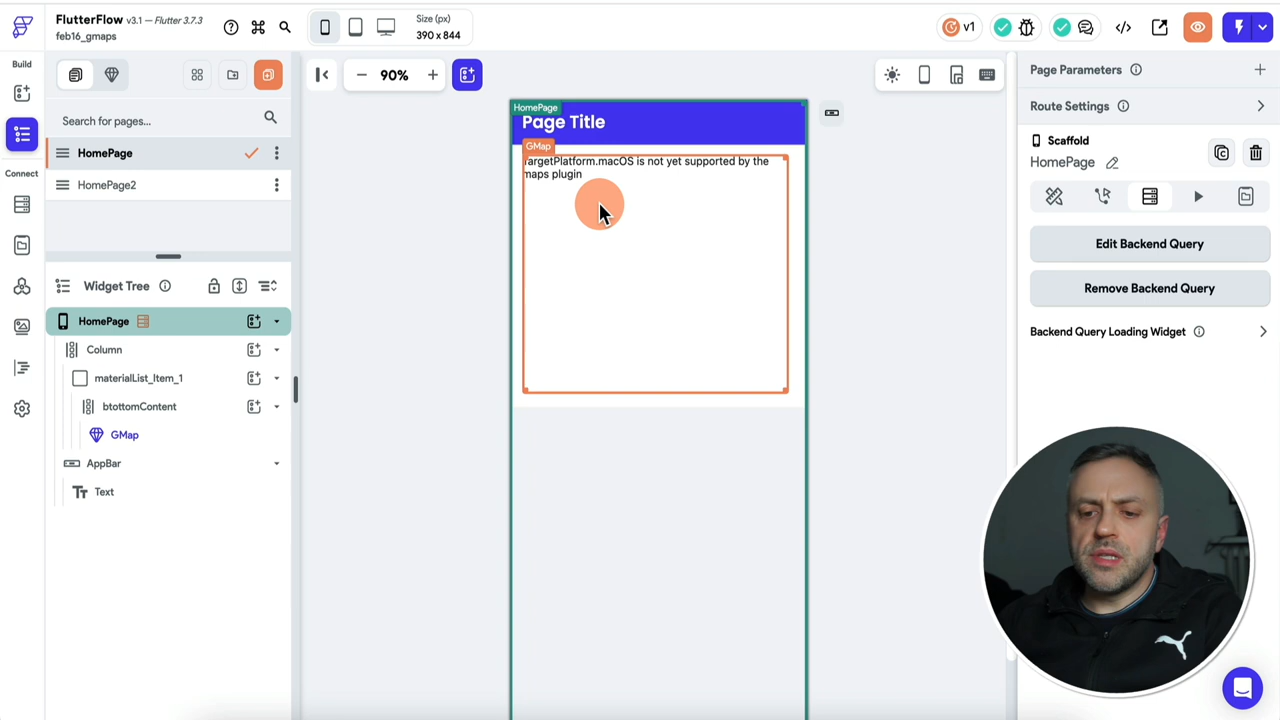 FlutterFlow v3.1 – Flutter 3.7.3
feb16_gmaps
Size (px)
390 x 844
v1
Build
Connect
90%
Search for pages...
HomePage
HomePage2
Widget Tree
HomePage
Column
materialList_Item_1
btottomContent
GMap
AppBar
Text
HomePage
Page Title
GMap
TargetPlatform.macOS is not yet supported by the
maps plugin
Page Parameters
Route Settings
Scaffold
HomePage
Edit Backend Query
Remove Backend Query
Backend Query Loading Widget